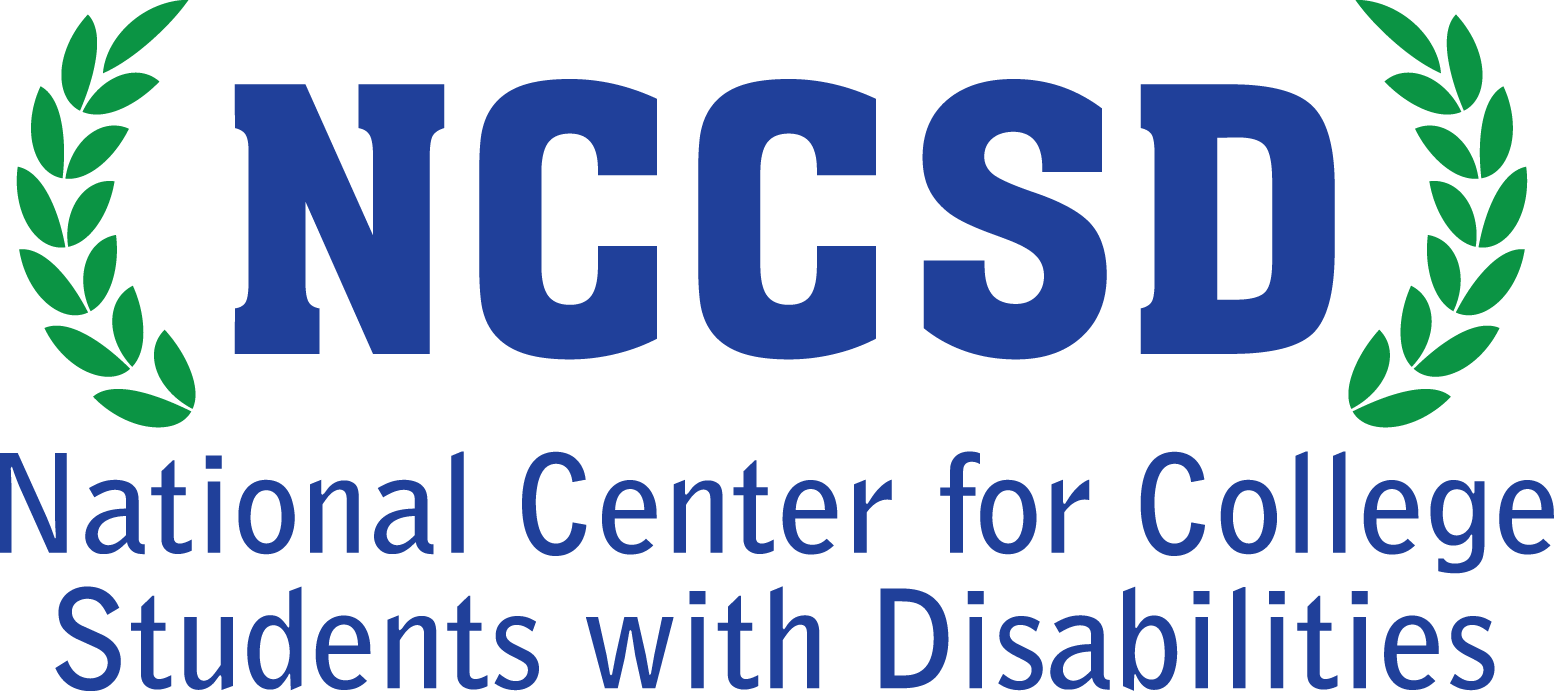 NCCSD
National Center for College
Students with Disabilities